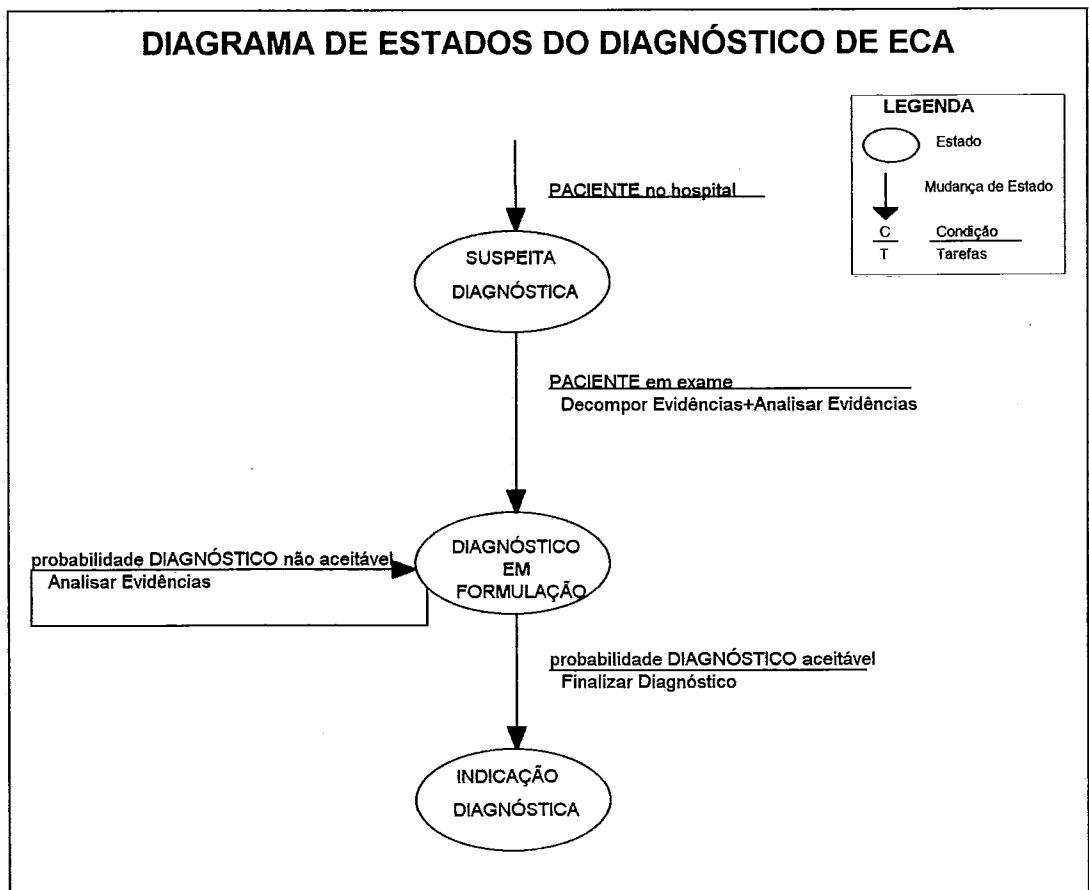 DIAGRAMA DE ESTADOS DO DIAGNÓSTICO DE ECA
LEGENDA
Estado
Mudança de Estado
C
Condição
T
Tarefas
PACIENTE no hospital
SUSPEITA
DIAGNÓSTICA
PACIENTE em exame
Decompor Evidências+Analisar Evidências
DIAGNÓSTICO
EM
FORMULAÇÃO
probabilidade DIAGNÓSTICO não aceitável
Analisar Evidências
probabilidade DIAGNÓSTICO aceitável
Finalizar Diagnóstico
INDICAÇÃO
DIAGNÓSTICA